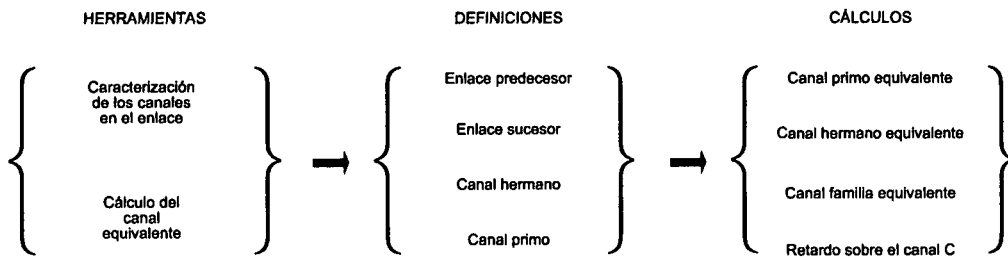 HERRAMIENTAS
Caracterización
de los canales
en el enlace
Cálculo del
canal
equivalente
DEFINICIONES
Enlace predecesor
Enlace sucesor
Canal hermano
Canal primo
CÁLCULOS
Canal primo equivalente
Canal hermano equivalente
Canal familia equivalente
Retardo sobre el canal C